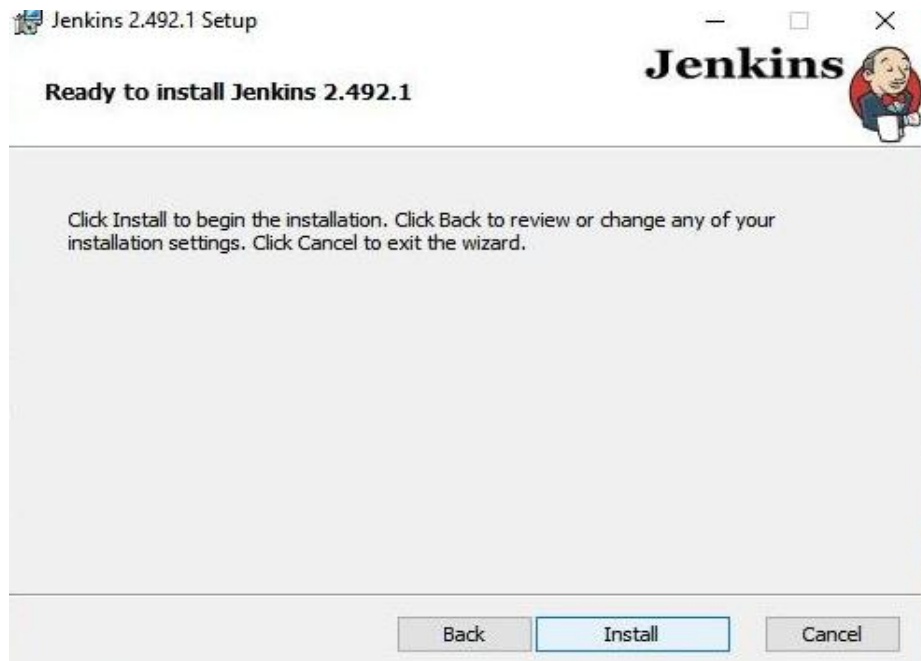 Jenkins 2.492.1 Setup
Jenkins
Ready to install Jenkins 2.492.1
Click Install to begin the installation. Click Back to review or change any of your
installation settings. Click Cancel to exit the wizard.
Back
Install
Cancel